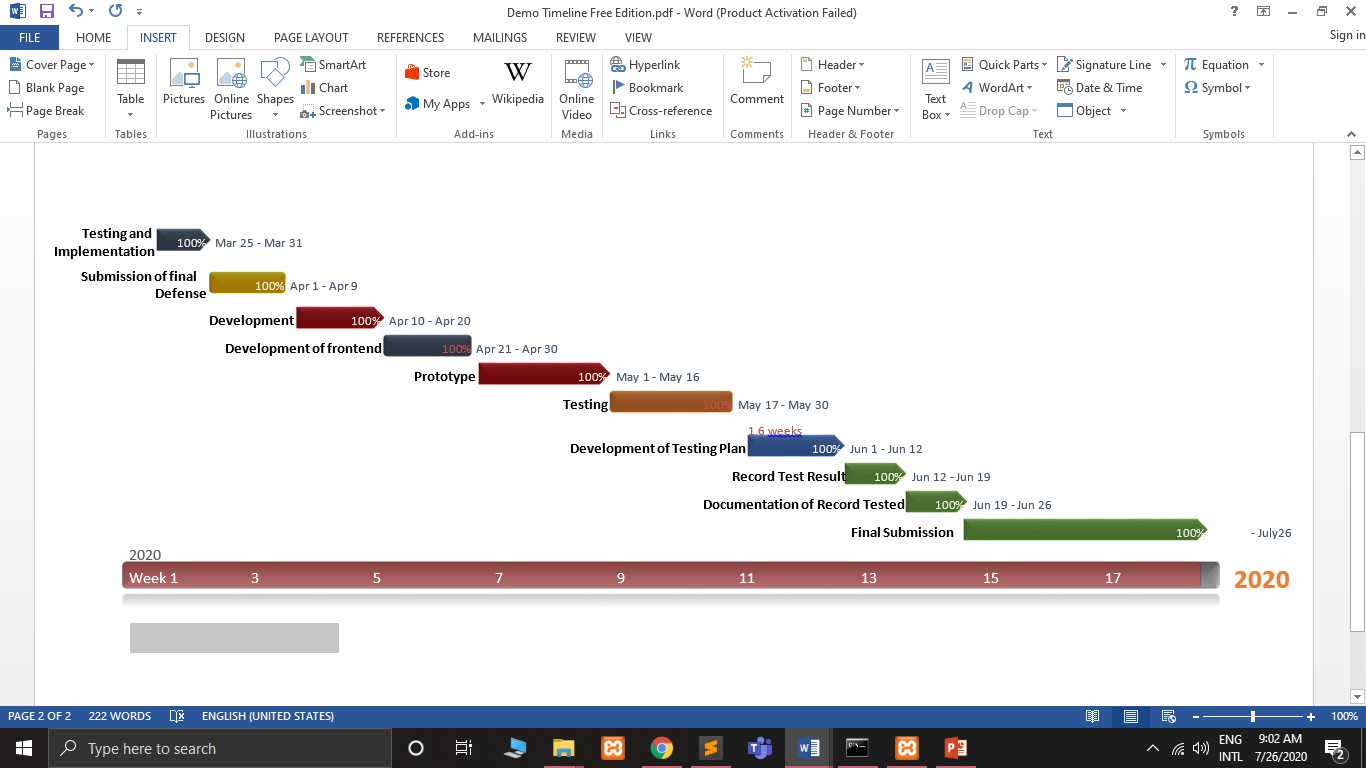 Demo Timeline Free Edition.pdf - Word (Product Activation Failed)
?
FILE HOME INSERT DESIGN PAGE LAYOUT REFERENCES MAILINGS REVIEW VIEW
Sign in
Cover Page
Blank Page
Page Break
Pages
Table
Tables
Pictures
Online
Pictures
Shapes
SmartArt
Chart
Screenshot
Illustrations
Store
My Apps
W
Wikipedia
Add-ins
Online
Video
Media
Hyperlink
Bookmark
Cross-reference
Links
Comment
Comments
Header
Footer
Page Number
Header & Footer
Text
Box
Quick Parts
WordArt
Drop Cap
Signature Line
Date & Time
Object
Text
Equation
Symbol
Symbols
Testing and
Implementation
100% Mar 25 - Mar 31
Submission of final
Defense
100% Apr 1 - Apr 9
Development 100% Apr 10 - Apr 20
Development of frontend 100% Apr 21 - Apr 30
Prototype 100% May 1 - May 16
Testing 100% May 17 - May 30
1.6 weeks
Development of Testing Plan 100% Jun 1 - Jun 12
Record Test Result 100% Jun 12 - Jun 19
Documentation of Record Tested 100% Jun 19 - Jun 26
Final Submission 100% - July26
2020
Week 1 3 5 7 9 11 13 15 17
2020
PAGE 2 OF 2 222 WORDS ENGLISH (UNITED STATES)
100%
Type here to search
ENG
INTL
9:02 AM
7/26/2020
2